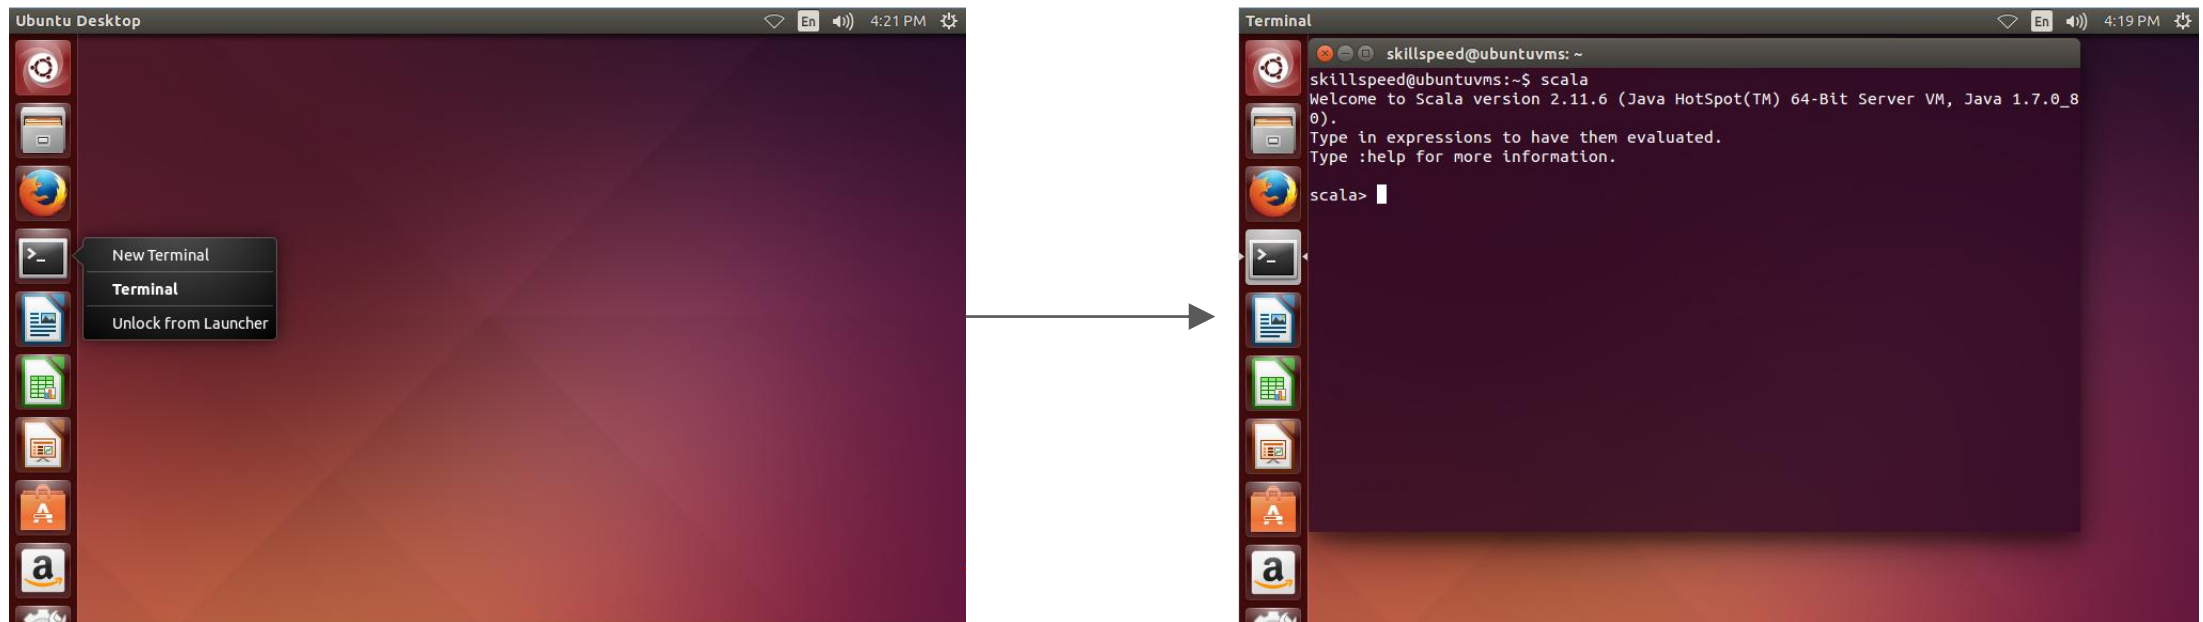 Ubuntu Desktop
En
4:21 PM
New Terminal
Terminal
Unlock from Launcher
Terminal
En
4:19 PM
skillspeed@ubuntuvms: ~
skillspeed@ubuntuvms:~$ scala
Welcome to Scala version 2.11.6 (Java HotSpot(TM) 64-Bit Server VM, Java 1.7.0_8
0).
Type in expressions to have them evaluated.
Type :help for more information.
scala>